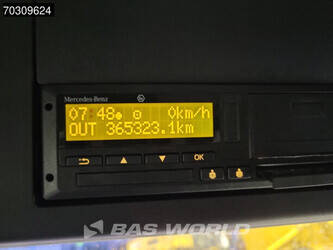 70309624
Mercedes-Benz
07:48 0km/h
OUT 365323.1km
OK
BAS WORLD